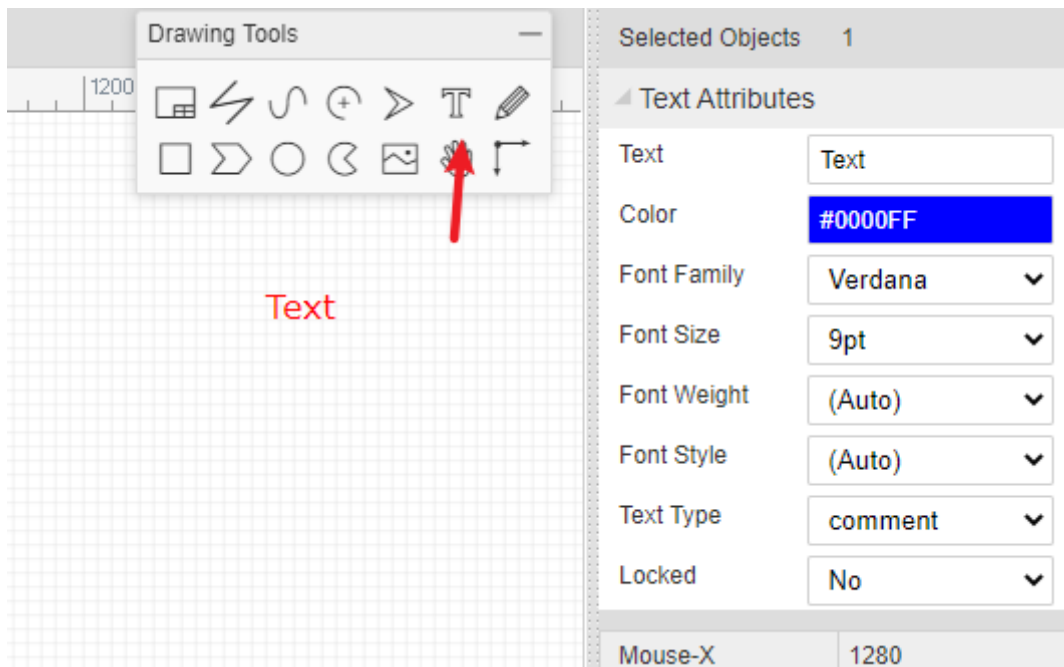 Drawing Tools
1200
Text
Selected Objects 1
Text Attributes
Text Text
Color #0000FF
Font Family Verdana
Font Size 9pt
Font Weight (Auto)
Font Style (Auto)
Text Type comment
Locked No
Mouse-X 1280